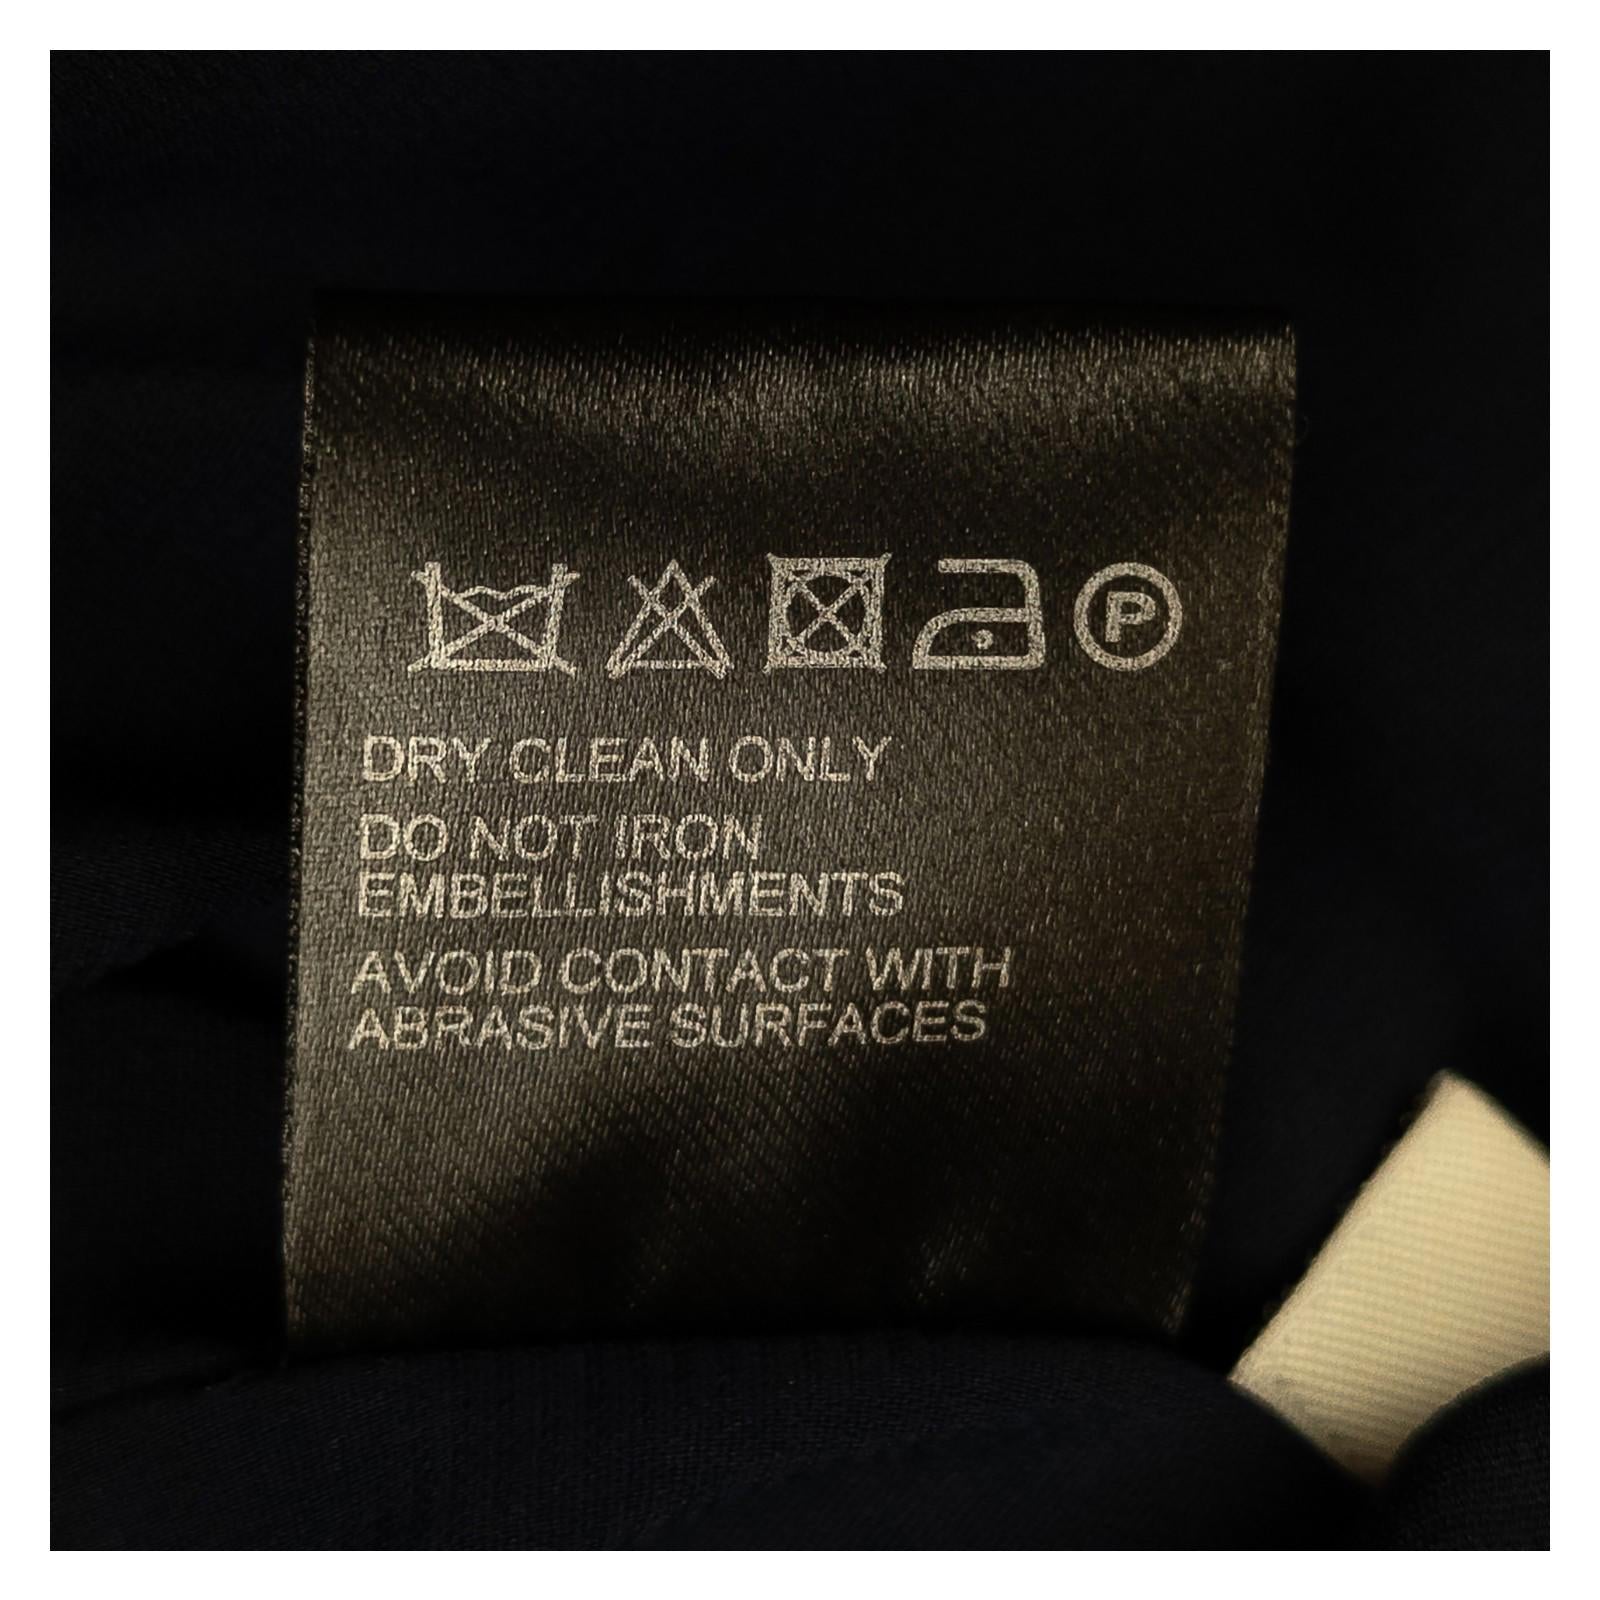 P
DRY CLEAN ONLY
DO NOT IRON
EMBELLISHMENTS
AVOID CONTACT WITH
ABRASIVE SURFACES